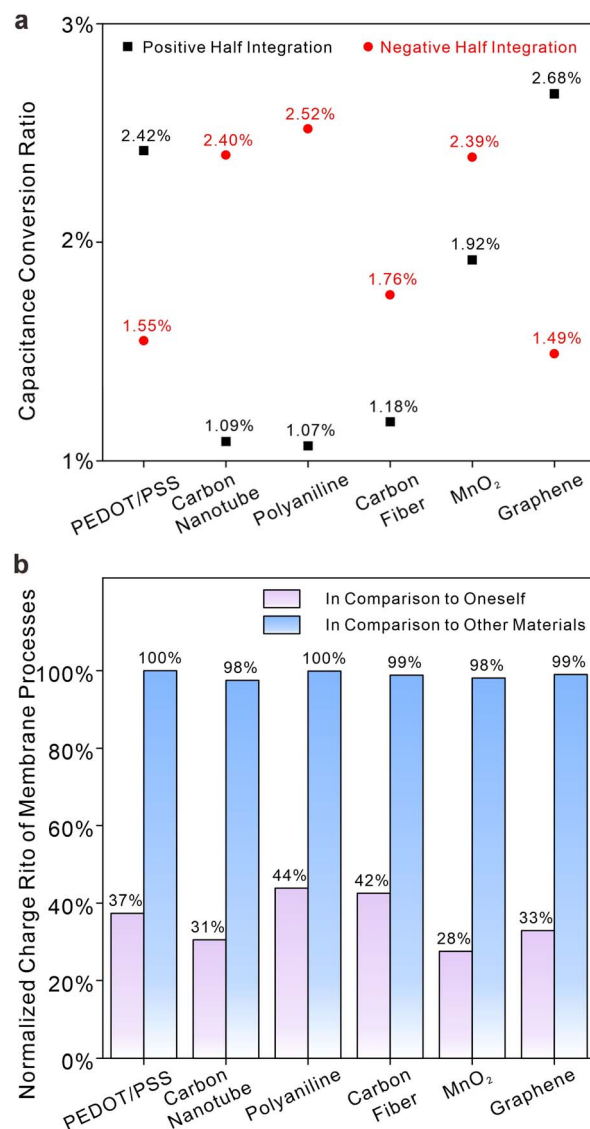 a
Capacitance Conversion Ratio
3%
2%
1%
Positive Half Integration
Negative Half Integration
2.42%
2.40%
2.52%
2.39%
2.68%
1.55%
1.09%
1.07%
1.76%
1.18%
1.92%
1.49%
PEDOT/PSS
Carbon
Nanotube
Polyaniline
Carbon
Fiber
MnO₂
Graphene
b
Normalized Charge Rito of Membrane Processes
In Comparison to Oneself
In Comparison to Other Materials
100%
80%
60%
40%
20%
0%
37%
100%
31%
98%
44%
100%
42%
99%
28%
98%
33%
99%
PEDOT/PSS
Carbon
Nanotube
Polyaniline
Carbon
Fiber
MnO₂
Graphene